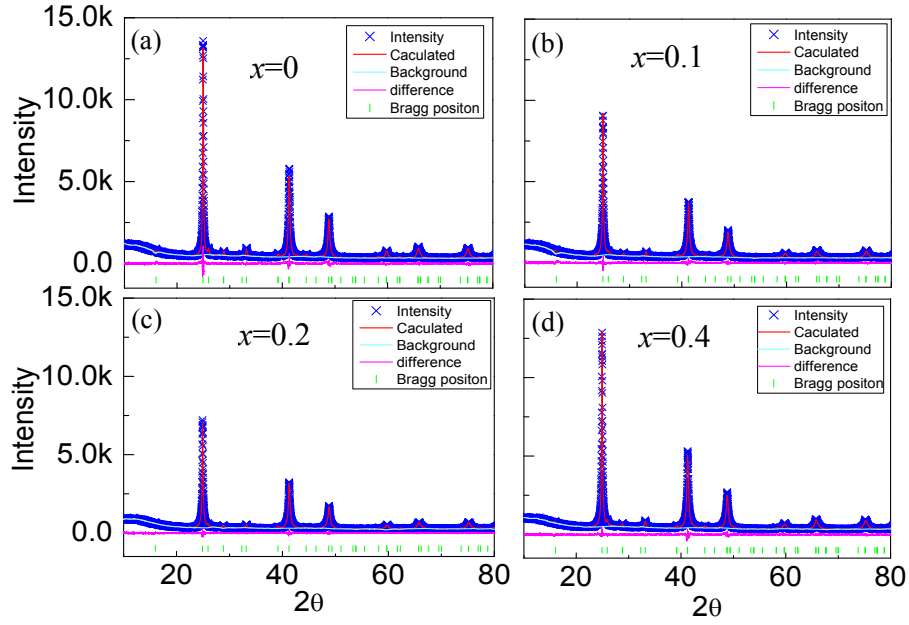 (a)
x=0
Intensity
Caculated
Background
difference
Bragg positon
15.0k
10.0k
5.0k
0.0
Intensity
(b)
x=0.1
Intensity
Caculated
Background
difference
Bragg positon
(c)
x=0.2
Intensity
Caculated
Background
difference
Bragg positon
15.0k
10.0k
5.0k
0.0
Intensity
20 40 60 80
2θ
(d)
x=0.4
Intensity
Caculated
Background
difference
Bragg positon
20 40 60 80
2θ